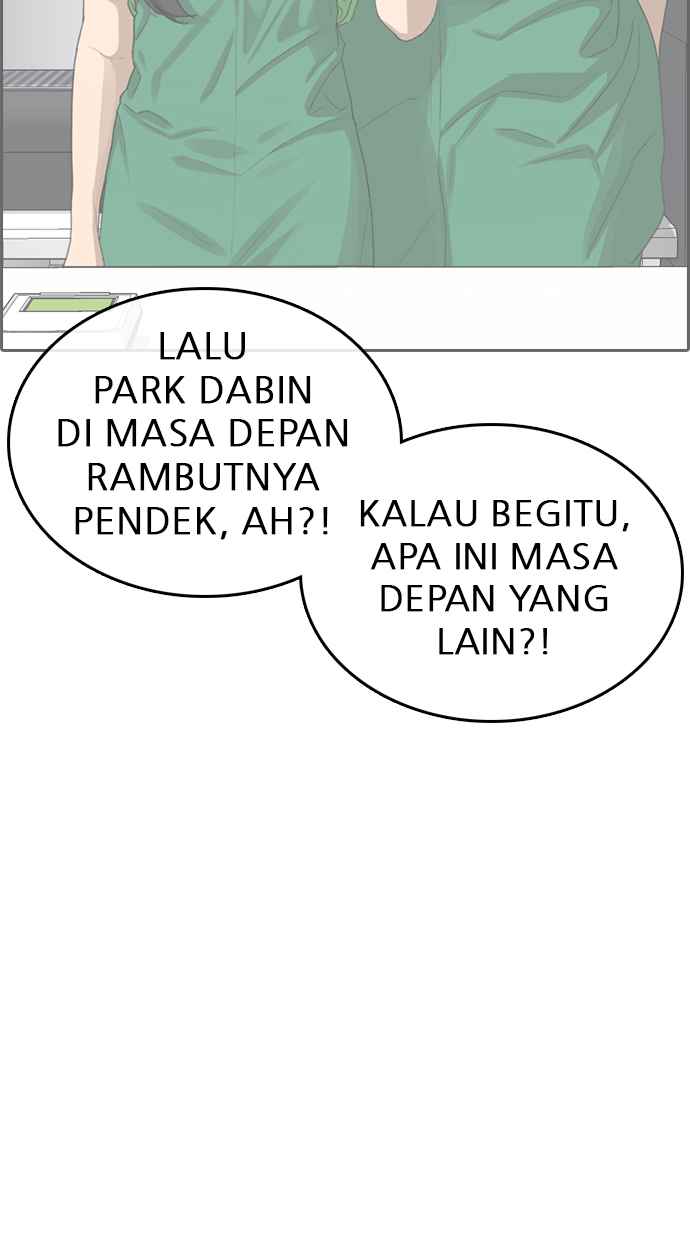 LALU
PARK DABIN
DI MASA DEPAN
RAMBUTNYA
PENDEK, AH?!
KALAU BEGITU,
APA INI MASA
DEPAN YANG
LAIN?!